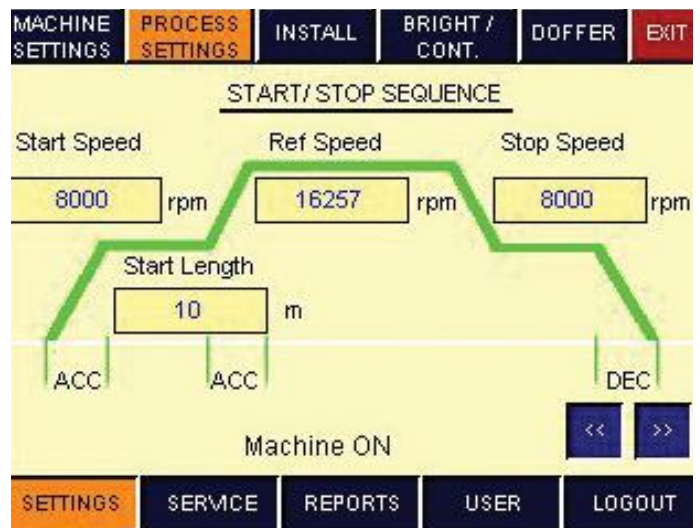 MACHINE SETTINGS
PROCESS SETTINGS
INSTALL
BRIGHT / CONT.
DOFFER
EXIT
START/ STOP SEQUENCE
Start Speed
Ref Speed
Stop Speed
8000 rpm
16257 rpm
8000 rpm
Start Length
10 m
ACC
ACC
DEC
<< >>
Machine ON
SETTINGS
SERVICE
REPORTS
USER
LOGOUT